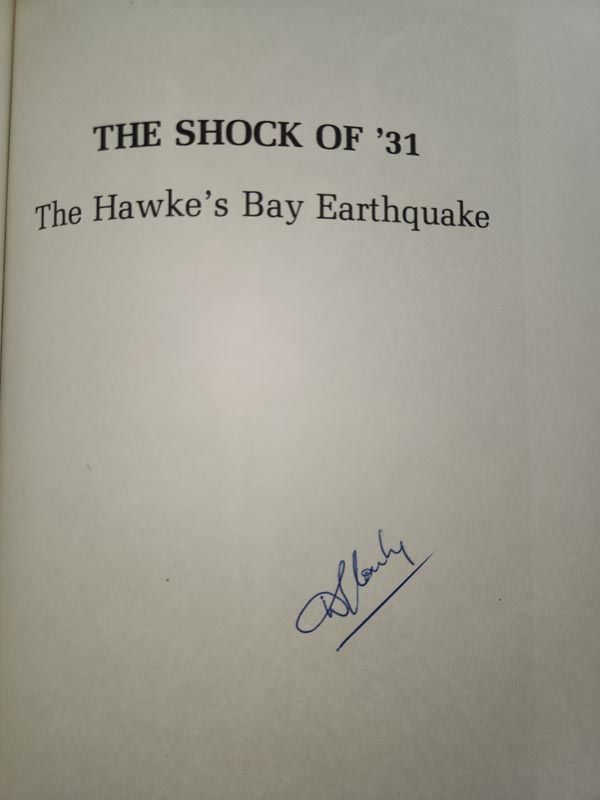 THE SHOCK OF ’31
The Hawke’s Bay Earthquake